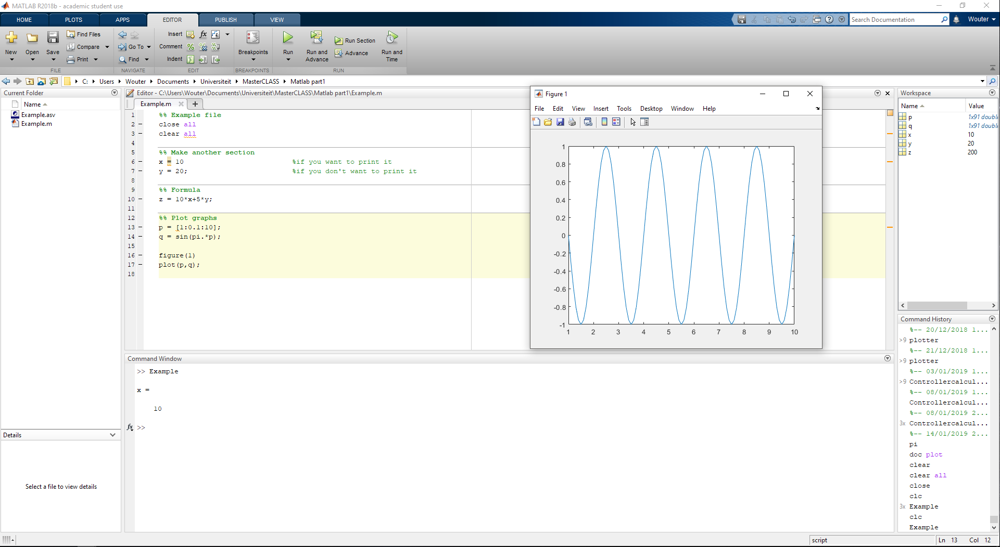 MATLAB R2018b - academic student use
HOME PLOTS APPS EDITOR PUBLISH VIEW
Search Documentation
Wouter
New Open Save
Find Files
Compare
Print
FILE
Go To
Find
NAVIGATE
Insert fx
Comment
Indent
EDIT
Breakpoints
BREAKPOINTS
Run
Run and Advance
Run Section
Advance
Run and Time
RUN
C: Users Wouter Documents Universiteit MasterCLASS Matlab part1
Current Folder
Name
Example.asv
Example.m
Details
Select a file to view details
Editor - C:\Users\Wouter\Documents\Universiteit\MasterCLASS\Matlab part1\Example.m
Example.m
1 %% Example file
2 – close all
3 – clear all
4
5 %% Make another section
6 – x = 10 %if you want to print it
7 – y = 20; %if you don't want to print it
8
9 %% Formula
10 – z = 10*x+5*y;
11
12 %% Plot graphs
13 – p = [1:0.1:10];
14 – q = sin(pi.*p);
15
16 – figure(1)
17 – plot(p,q);
18
Figure 1
File Edit View Insert Tools Desktop Window Help
1
0.8
0.6
0.4
0.2
0
-0.2
-0.4
-0.6
-0.8
-1
1 2 3 4 5 6 7 8 9 10
Command Window
>> Example
x =
10
fx >>
Workspace
Name Value
p 1x91 double
q 1x91 double
x 10
y 20
z 200
Command History
%-- 20/12/2018 1...
>9 plotter
%-- 21/12/2018 1...
>9 plotter
%-- 03/01/2019 1...
>9 Controllercalcul...
%-- 08/01/2019 1...
Controllercalcul...
%-- 08/01/2019 2...
3x Controllercalcul...
%-- 14/01/2019 2...
pi
doc plot
clear
clear all
close
clc
3x Example
clc
Example
script
Ln 13 Col 12